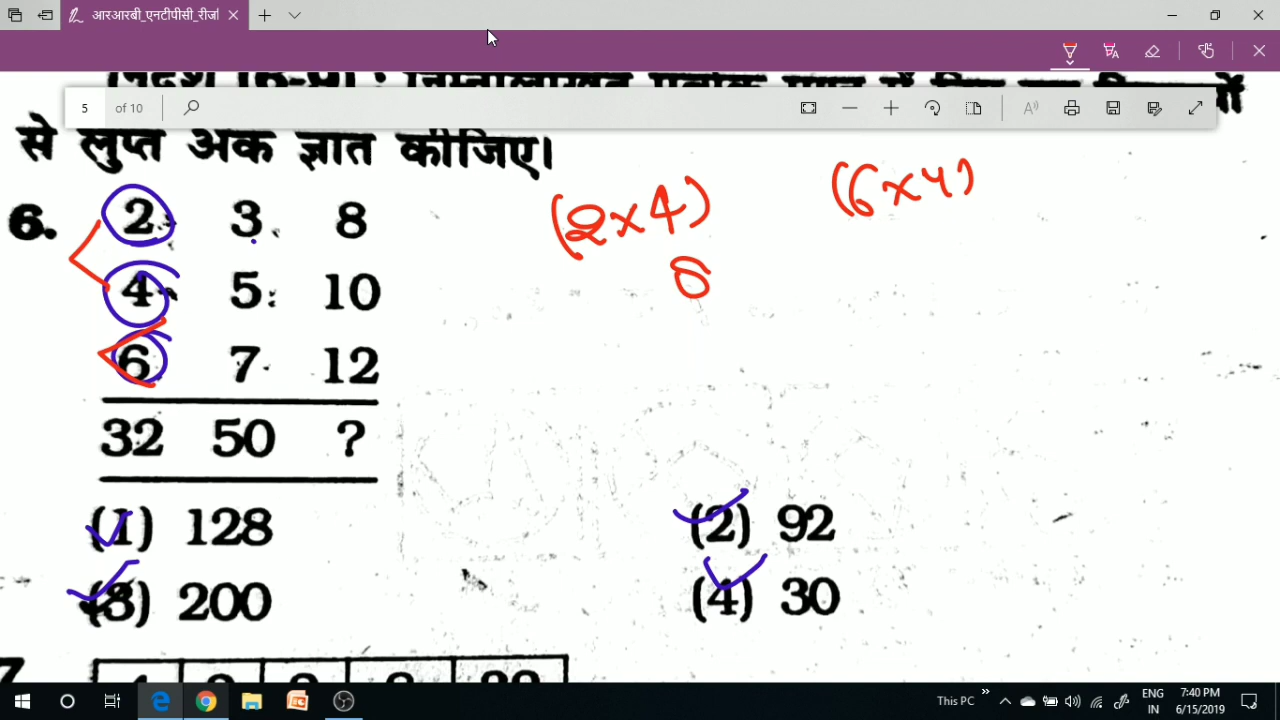 आरआरबी_एनटीपीसी_रीजनि
5 of 10
से लुप्त अंक ज्ञात कीजिए।
(2×4) (6×4)
8
6. 2 3 8
4 5 10
6 7 12
32 50 ?
(1) 128 (2) 92
(3) 200 (4) 30
This PC
ENG
IN
7:40 PM
6/15/2019